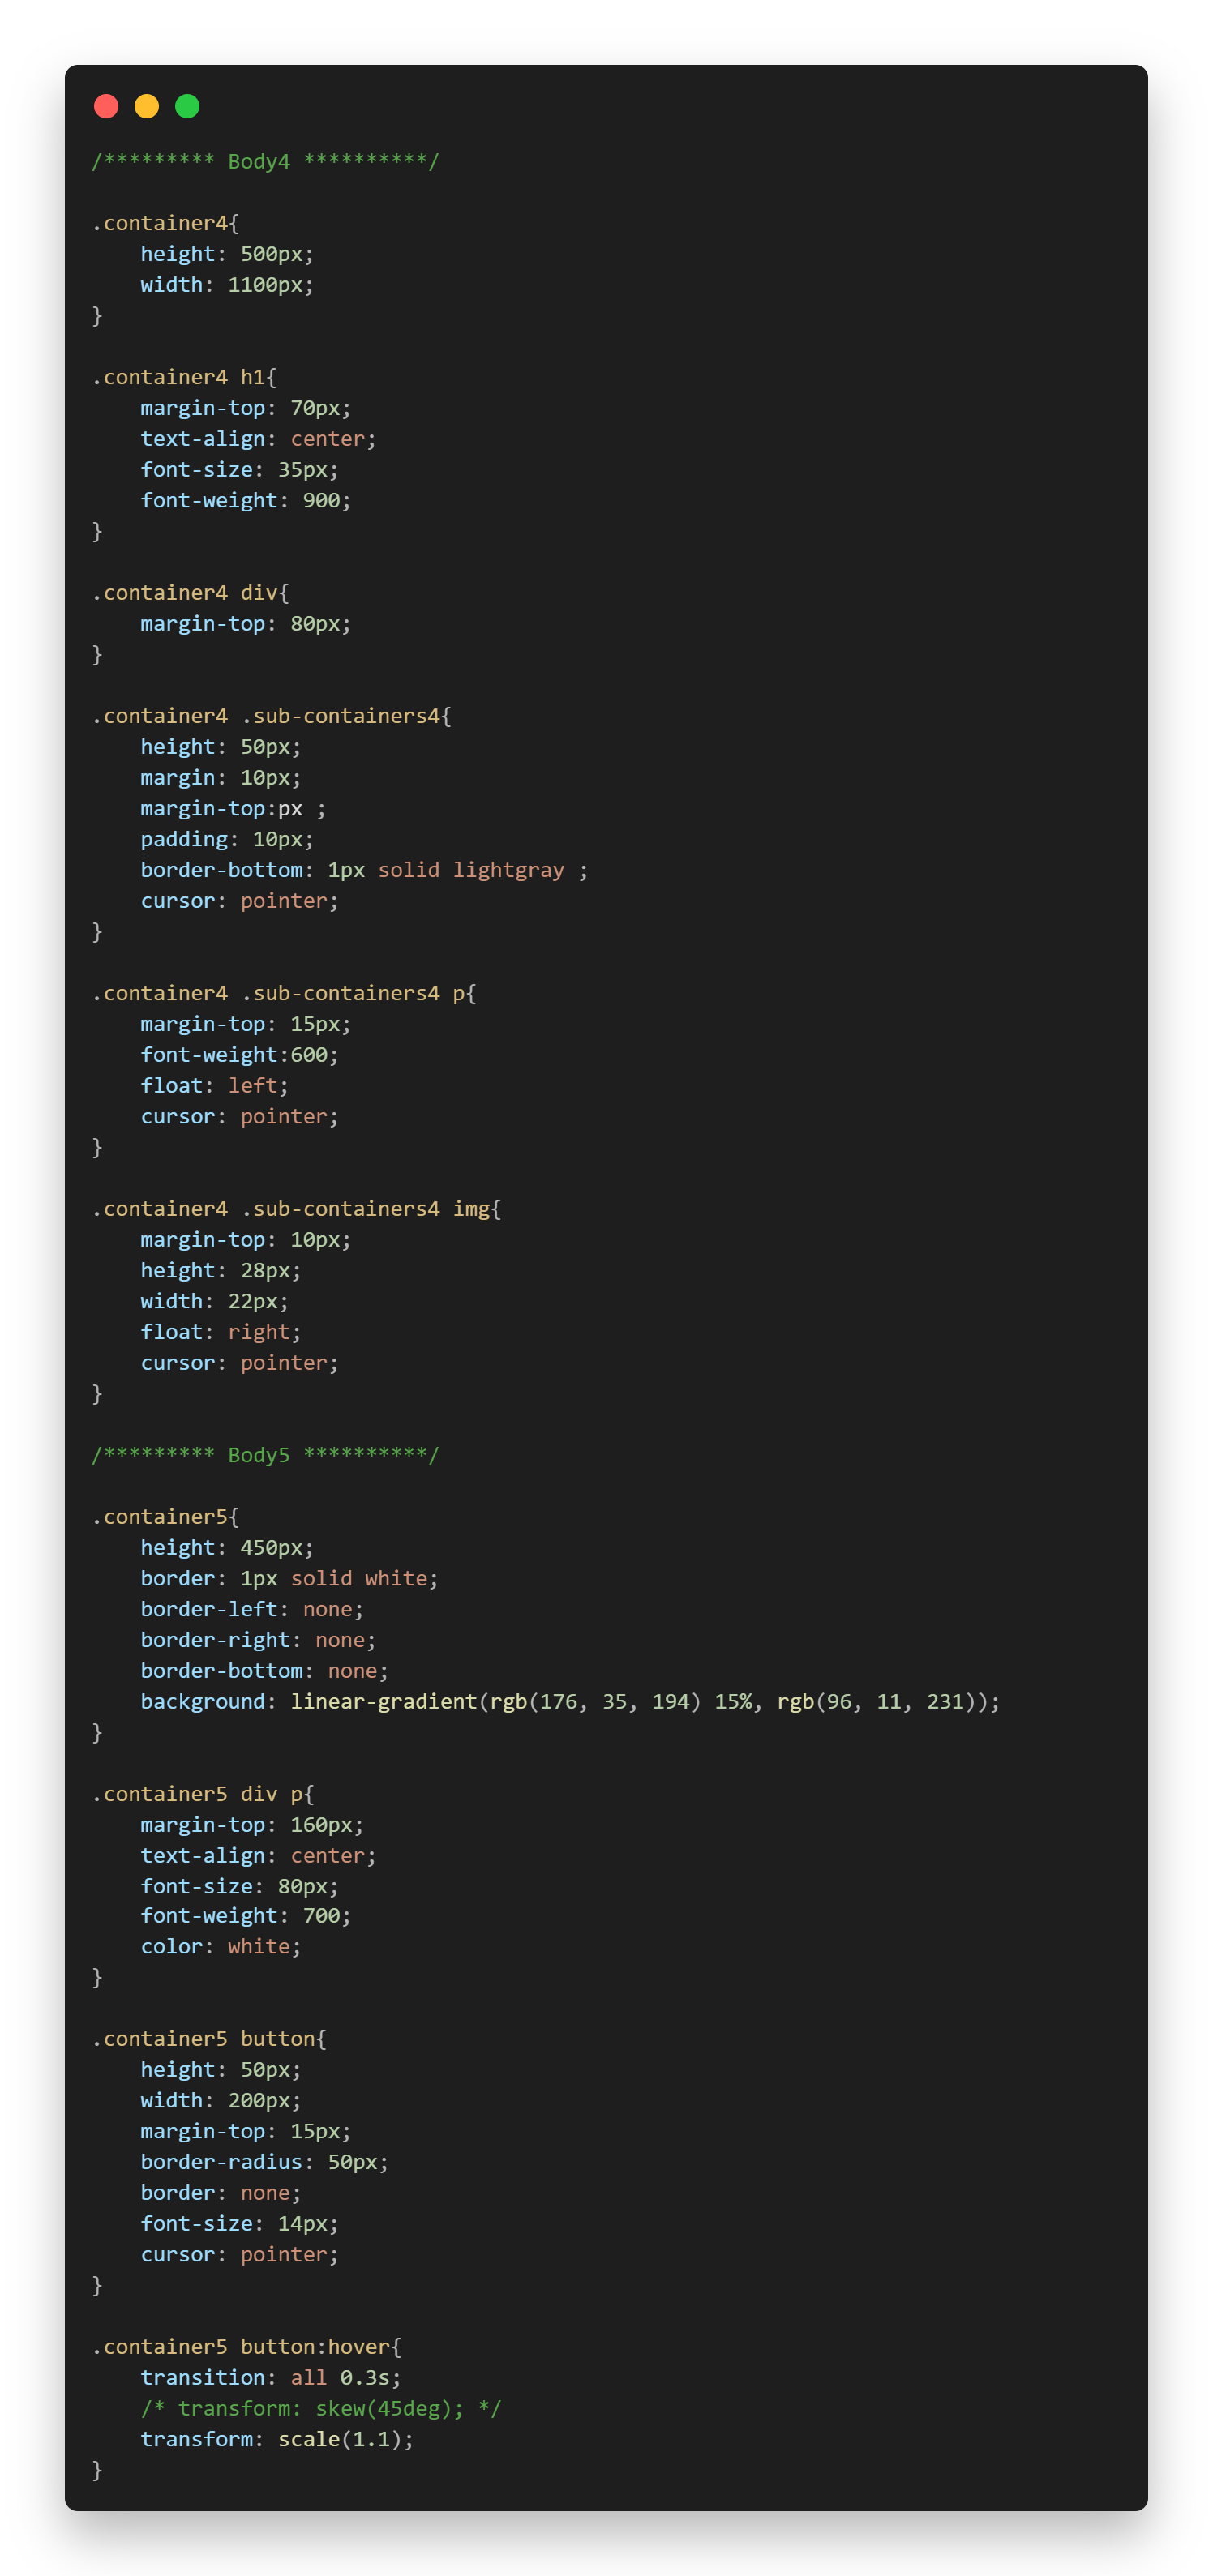 /********* Body4 **********/

.container4{
    height: 500px;
    width: 1100px;
}

.container4 h1{
    margin-top: 70px;
    text-align: center;
    font-size: 35px;
    font-weight: 900;
}

.container4 div{
    margin-top: 80px;
}

.container4 .sub-containers4{
    height: 50px;
    margin: 10px;
    margin-top:px ;
    padding: 10px;
    border-bottom: 1px solid lightgray ;
    cursor: pointer;
}

.container4 .sub-containers4 p{
    margin-top: 15px;
    font-weight:600;
    float: left;
    cursor: pointer;
}

.container4 .sub-containers4 img{
    margin-top: 10px;
    height: 28px;
    width: 22px;
    float: right;
    cursor: pointer;
}

/********* Body5 **********/

.container5{
    height: 450px;
    border: 1px solid white;
    border-left: none;
    border-right: none;
    border-bottom: none;
    background: linear-gradient(rgb(176, 35, 194) 15%, rgb(96, 11, 231));
}

.container5 div p{
    margin-top: 160px;
    text-align: center;
    font-size: 80px;
    font-weight: 700;
    color: white;
}

.container5 button{
    height: 50px;
    width: 200px;
    margin-top: 15px;
    border-radius: 50px;
    border: none;
    font-size: 14px;
    cursor: pointer;
}

.container5 button:hover{
    transition: all 0.3s;
    /* transform: skew(45deg); */
    transform: scale(1.1);
}